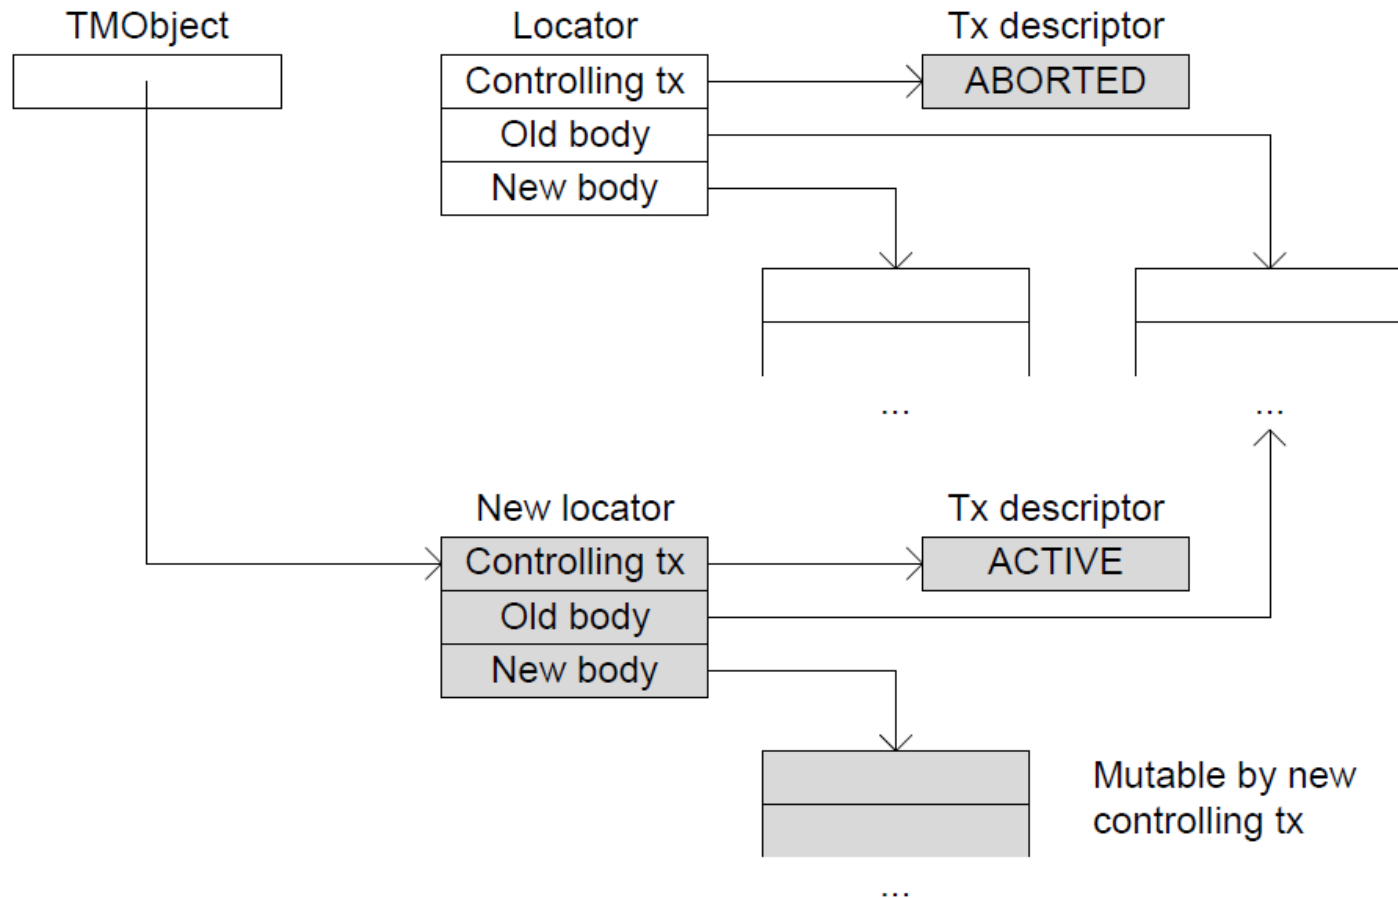 TMObject
Locator
Tx descriptor
Controlling tx
ABORTED
Old body
New body
...
...
New locator
Tx descriptor
Controlling tx
ACTIVE
Old body
New body
Mutable by new
controlling tx
...